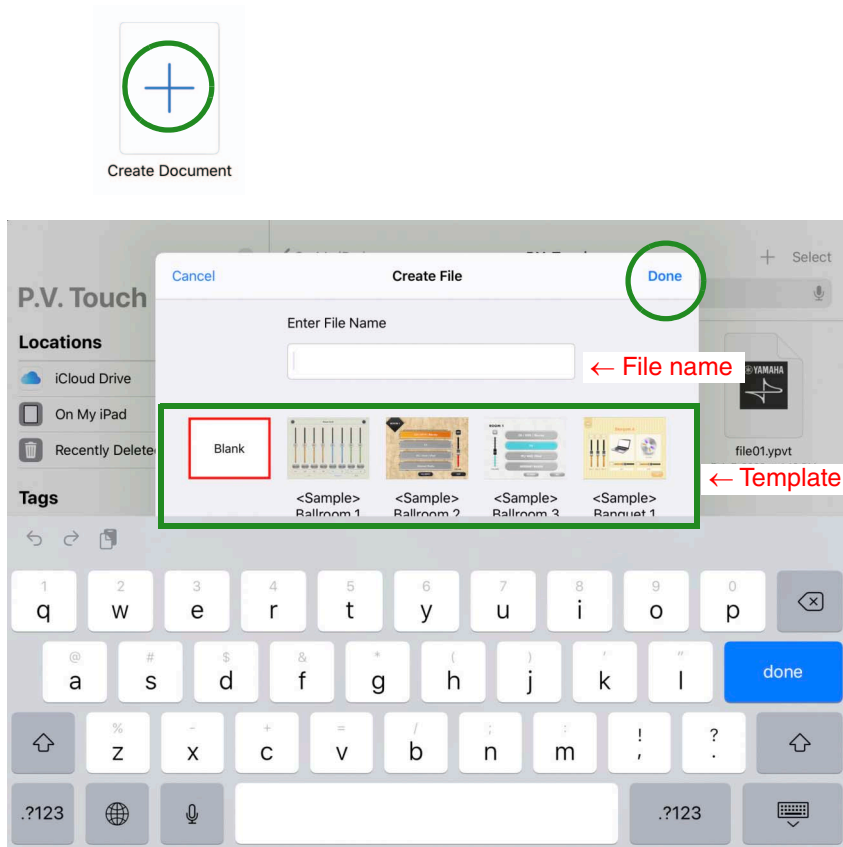 Create Document
Select
Cancel
Create File
Done
P.V. Touch
Enter File Name
Locations
← File name
YAMAHA
iCloud Drive
On My iPad
Blank
Recently Delete
file01.ypvt
← Template
<Sample>
Ballroom 1
<Sample>
Ballroom 2
<Sample>
Ballroom 3
<Sample>
Banquet 1
ROOM 1
Tags
1 2 3 4 5 6 7 8 9 0
q w e r t y u i o p
@ # $ & * ( ) ' "
a s d f g h j k l done
% - + = / ; : ! ?
z x c v b n m , .
.?123 .?123